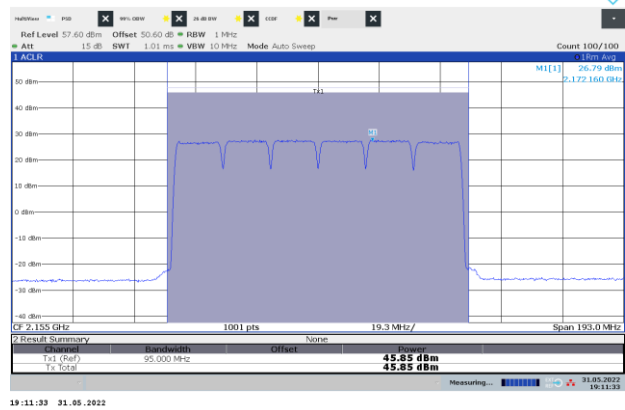 MultiView PSD 99% OBW 26 dB BW CCDF Pwr
Ref Level 57.60 dBm Offset 50.60 dB RBW 1 MHz
Att 15 dB SWT 1.01 ms VBW 10 MHz Mode Auto Sweep Count 100/100
1 ACLR 1Rm Avg
M1[1] 26.79 dBm
2.172 160 GHz
50 dBm
Tx1
40 dBm
30 dBm
M1
20 dBm
10 dBm
0 dBm
-10 dBm
-20 dBm
-30 dBm
-40 dBm
CF 2.155 GHz 1001 pts 19.3 MHz/ Span 193.0 MHz
2 Result Summary None
Channel Bandwidth Offset Power
Tx1 (Ref) 95.000 MHz 45.85 dBm
Tx Total 45.85 dBm
Measuring... 31.05.2022
19:11:33
19:11:33 31.05.2022